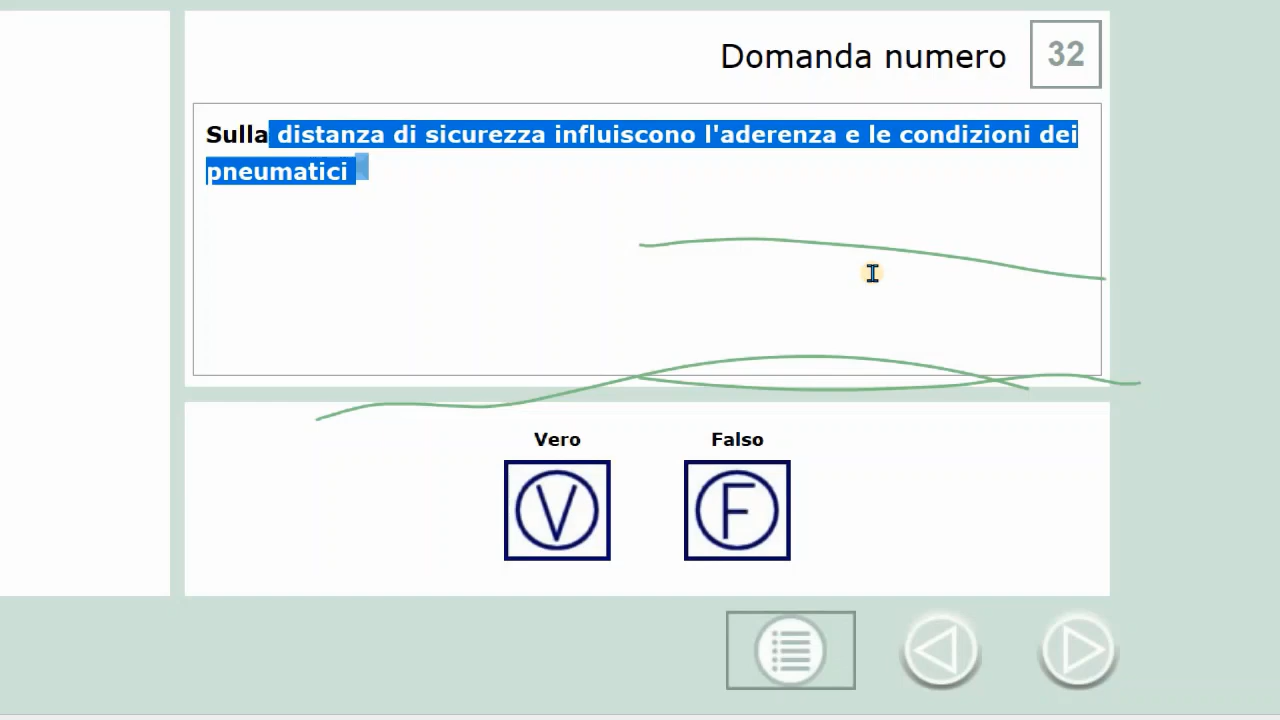 Domanda numero 32
Sulla distanza di sicurezza influiscono l'aderenza e le condizioni dei
pneumatici
Vero Falso
V F